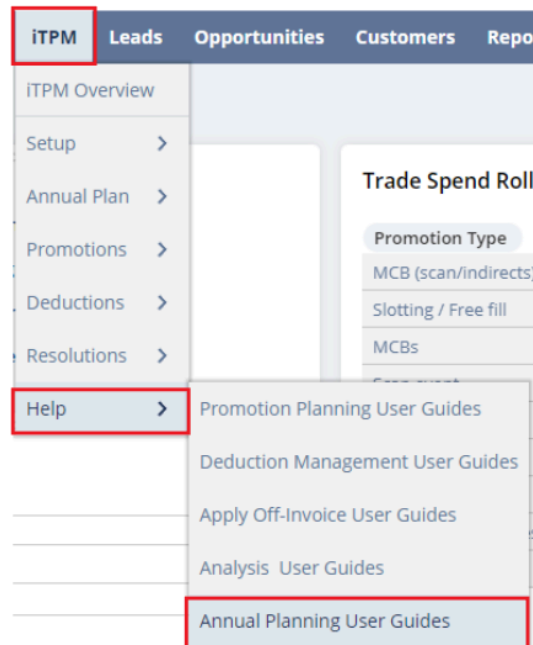 iTPM Leads Opportunities Customers Repo
iTPM Overview
Setup
Annual Plan
Promotions
Deductions
Resolutions
Help
Trade Spend Roll
Promotion Type
MCB (scan/indirects)
Slotting / Free fill
MCBs
Promotion Planning User Guides
Deduction Management User Guides
Apply Off-Invoice User Guides
Analysis User Guides
Annual Planning User Guides